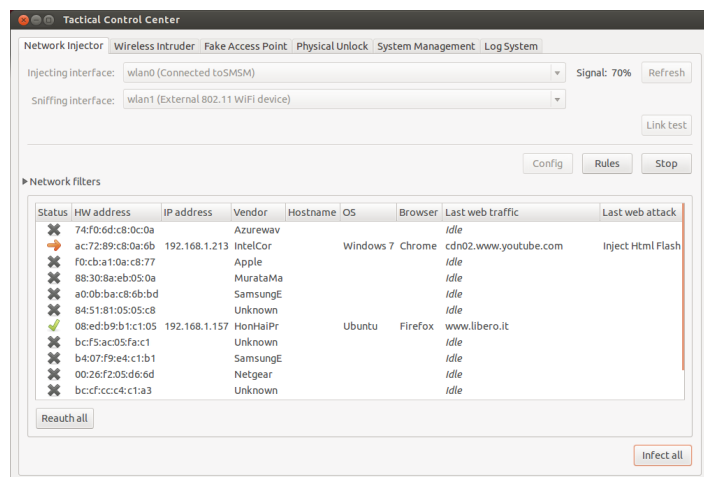 Tactical Control Center
Network Injector Wireless Intruder Fake Access Point Physical Unlock System Management Log System
Injecting interface: wlan0 (Connected toSMSM) Signal: 70% Refresh
Sniffing interface: wlan1 (External 802.11 WiFi device)
Link test
Config Rules Stop
Network filters
Status HW address IP address Vendor Hostname OS Browser Last web traffic Last web attack
74:f0:6d:c8:0c:0a Azurewav Idle
ac:72:89:c8:0a:6b 192.168.1.213 IntelCor Windows 7 Chrome cdn02.www.youtube.com Inject Html Flash
f0:cb:a1:0a:c8:77 Apple Idle
88:30:8a:eb:05:0a MurataMa Idle
a0:0b:ba:c8:6b:bd SamsungE Idle
84:51:81:05:05:c8 Unknown Idle
08:ed:b9:b1:c1:05 192.168.1.157 HonHaiPr Ubuntu Firefox www.libero.it
bc:f5:ac:05:fa:c1 Unknown Idle
b4:07:f9:e4:c1:b1 SamsungE Idle
00:26:f2:05:d6:6d Netgear Idle
bc:cf:cc:c4:c1:a3 Unknown Idle
Reauth all
Infect all